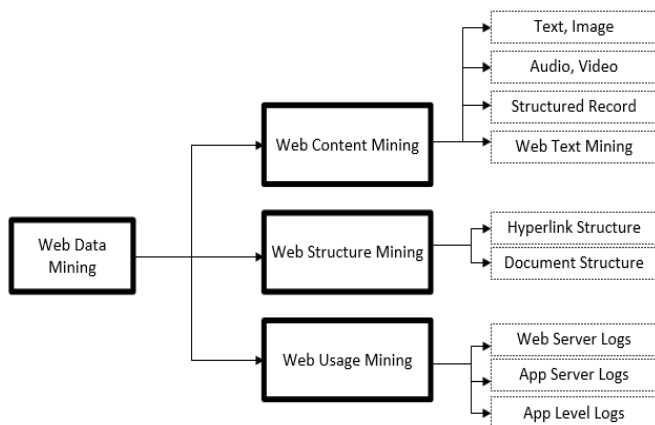 Web Data
Mining
Web Content Mining
Text, Image
Audio, Video
Structured Record
Web Text Mining
Web Structure Mining
Hyperlink Structure
Document Structure
Web Usage Mining
Web Server Logs
App Server Logs
App Level Logs